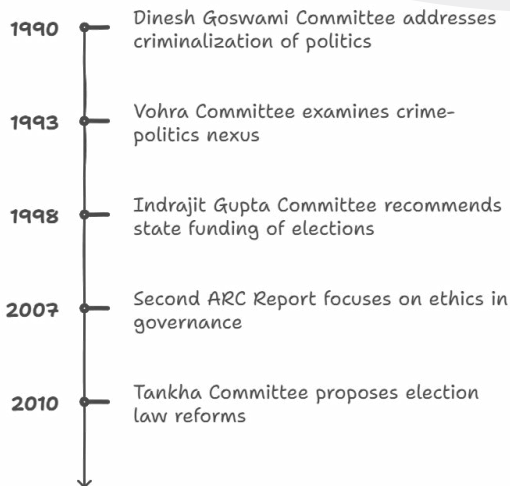 1990
Dinesh Goswami Committee addresses
criminalization of politics
1993
Vohra Committee examines crime-
politics nexus
1998
Indrajit Gupta Committee recommends
state funding of elections
2007
Second ARC Report focuses on ethics in
governance
2010
Tankha Committee proposes election
law reforms